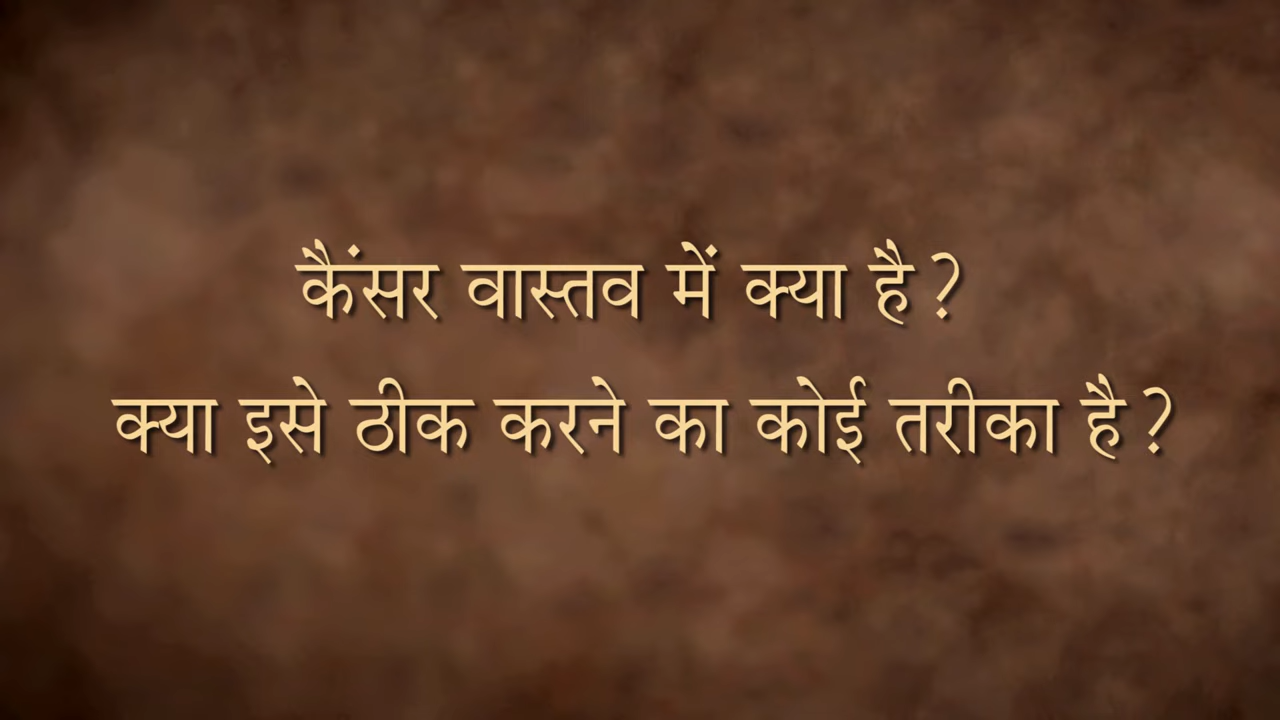 कैंसर वास्तव में क्या है?
क्या इसे ठीक करने का कोई तरीका है?